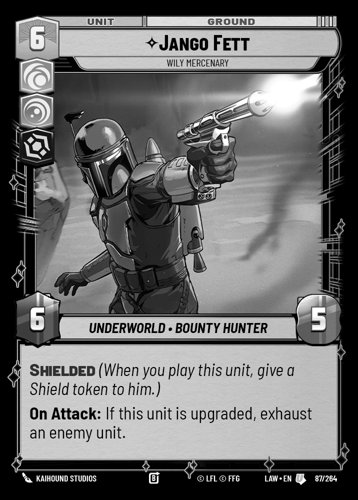 UNIT GROUND
6 JANGO FETT
WILY MERCENARY
6 UNDERWORLD • BOUNTY HUNTER 5
SHIELDED (When you play this unit, give a
Shield token to him.)
On Attack: If this unit is upgraded, exhaust
an enemy unit.
KAIHOUND STUDIOS © LFL © FFG LAW • EN 87/264